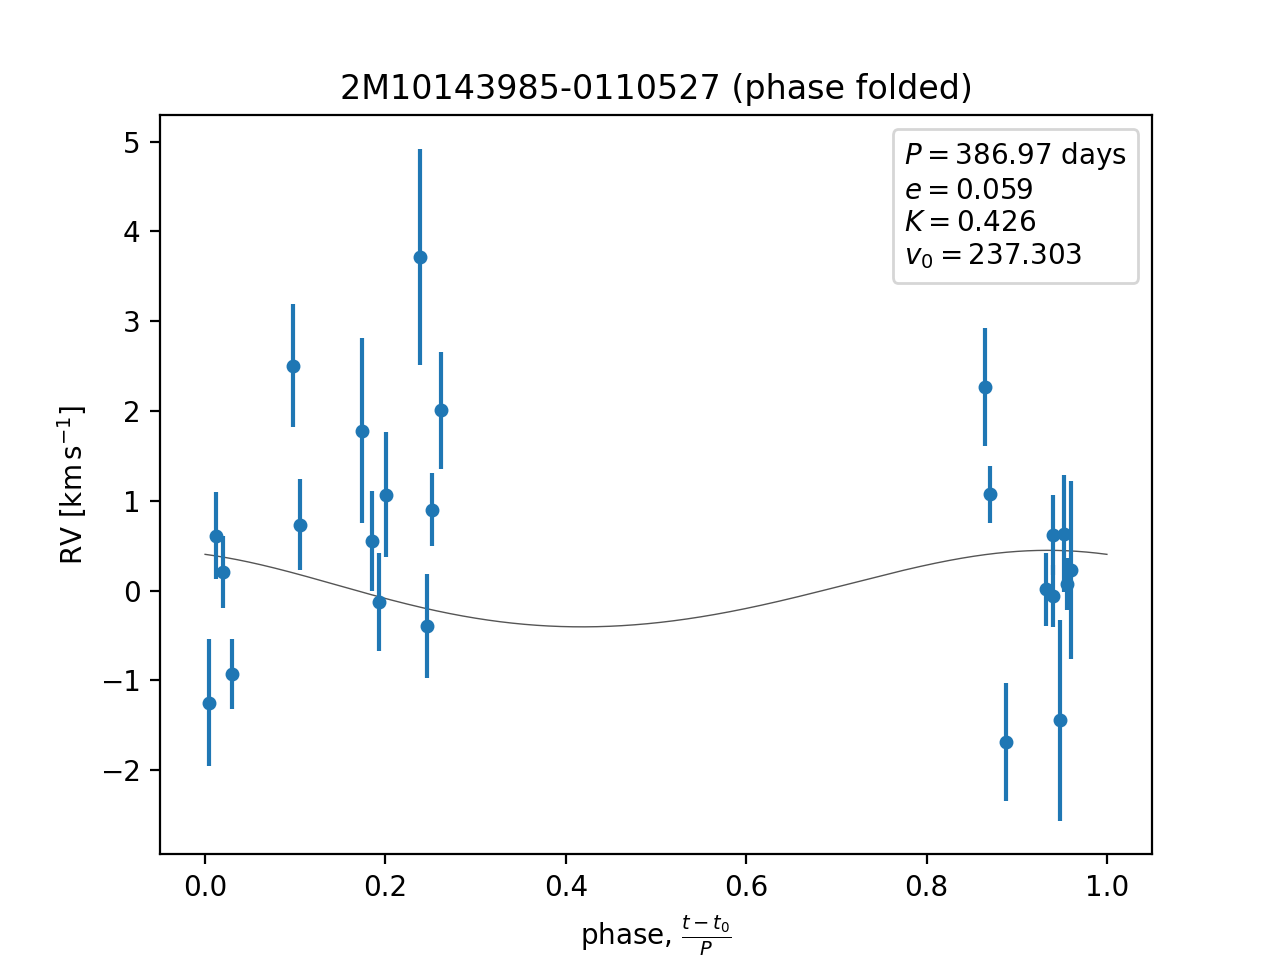 2M10143985-0110527 (phase folded)
P = 386.97 days
e = 0.059
K = 0.426
v₀ = 237.303
RV [km s⁻¹]
5
4
3
2
1
0
−1
−2
0.0 0.2 0.4 0.6 0.8 1.0
phase, (t − t₀)/P